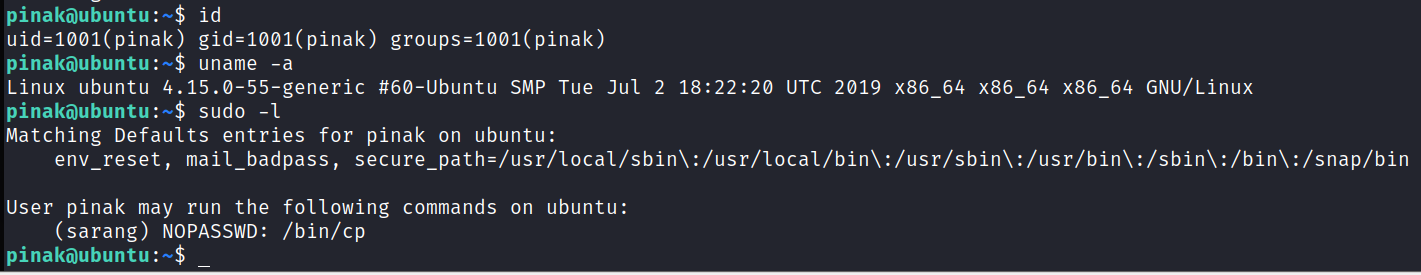 pinak@ubuntu:~$ id
uid=1001(pinak) gid=1001(pinak) groups=1001(pinak)
pinak@ubuntu:~$ uname -a
Linux ubuntu 4.15.0-55-generic #60-Ubuntu SMP Tue Jul 2 18:22:20 UTC 2019 x86_64 x86_64 x86_64 GNU/Linux
pinak@ubuntu:~$ sudo -l
Matching Defaults entries for pinak on ubuntu:
    env_reset, mail_badpass, secure_path=/usr/local/sbin\:/usr/local/bin\:/usr/sbin\:/usr/bin\:/sbin\:/bin\:/snap/bin
User pinak may run the following commands on ubuntu:
    (sarang) NOPASSWD: /bin/cp
pinak@ubuntu:~$ _